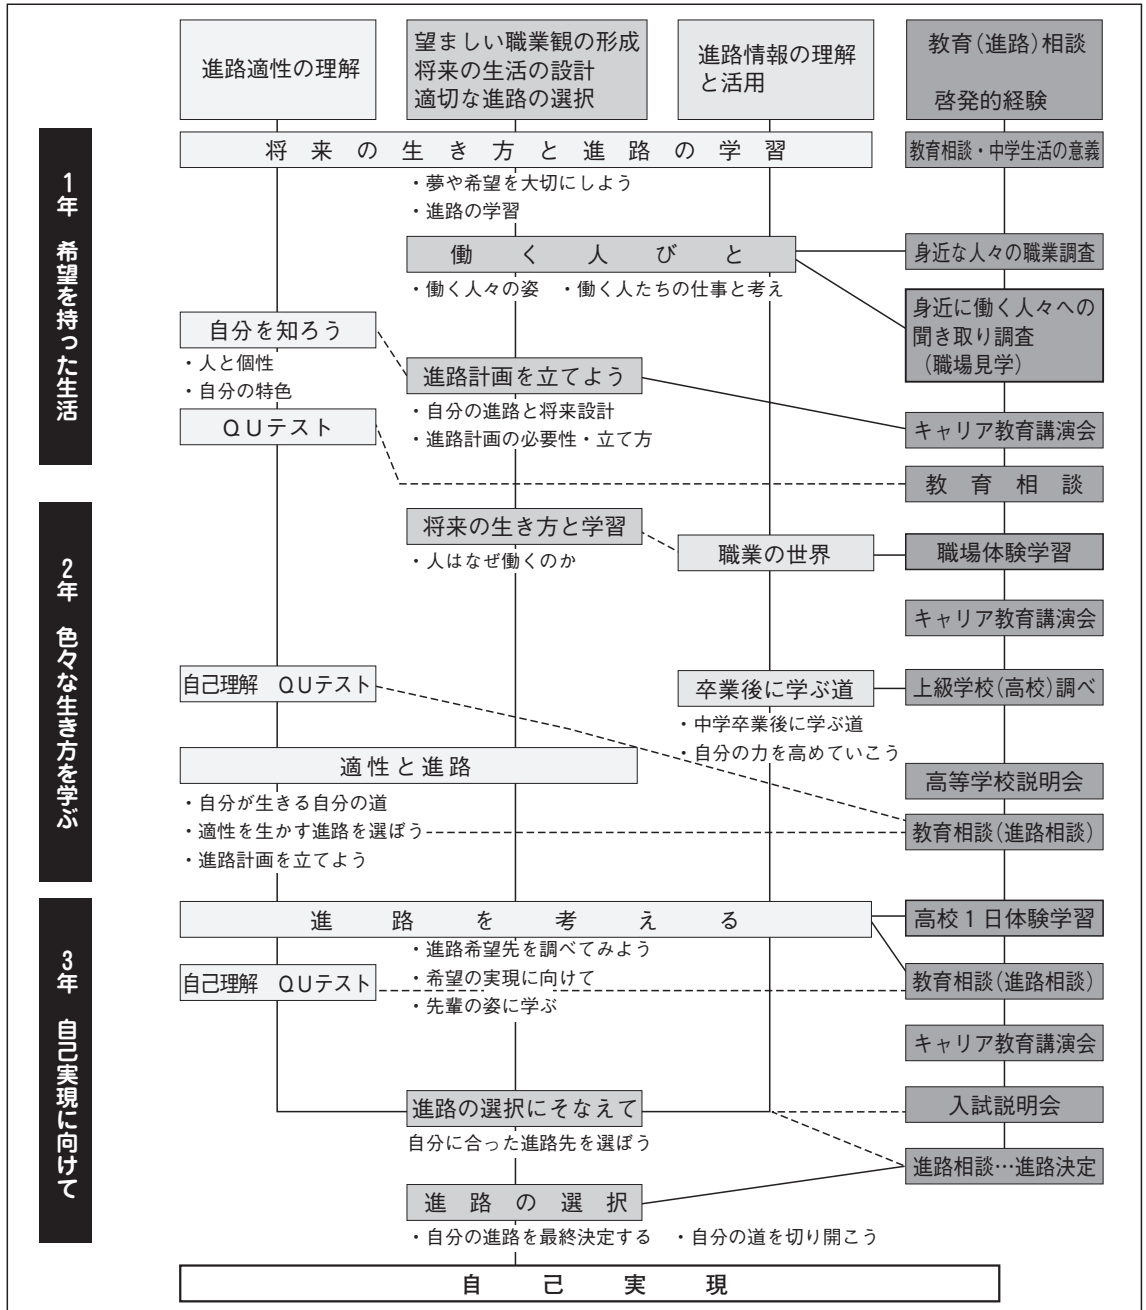 進路適性の理解
望ましい職業観の形成
将来の生活の設計
適切な進路の選択
進路情報の理解
と活用
教育(進路)相談
啓発的経験
1年 希望を持った生活
将来の生き方と進路の学習
教育相談・中学生活の意義
・夢や希望を大切にしよう
・進路の学習
働く人びと
身近な人々の職業調査
・働く人々の姿 ・働く人たちの仕事と考え
身近に働く人々への
聞き取り調査
(職場見学)
自分を知ろう
・人と個性
・自分の特色
進路計画を立てよう
・自分の進路と将来設計
・進路計画の必要性・立て方
QUテスト
キャリア教育講演会
教育相談
2年 色々な生き方を学ぶ
将来の生き方と学習
・人はなぜ働くのか
職業の世界
職場体験学習
キャリア教育講演会
自己理解 QUテスト
卒業後に学ぶ道
上級学校(高校)調べ
・中学卒業後に学ぶ道
・自分の力を高めていこう
適性と進路
・自分が生きる自分の道
・適性を生かす進路を選ぼう
・進路計画を立てよう
高等学校説明会
教育相談(進路相談)
3年 自己実現に向けて
進路を考える
高校1日体験学習
・進路希望先を調べてみよう
・希望の実現に向けて
・先輩の姿に学ぶ
自己理解 QUテスト
教育相談(進路相談)
キャリア教育講演会
進路の選択にそなえて
入試説明会
自分に合った進路先を選ぼう
進路相談…進路決定
進路の選択
・自分の進路を最終決定する ・自分の道を切り開こう
自己実現